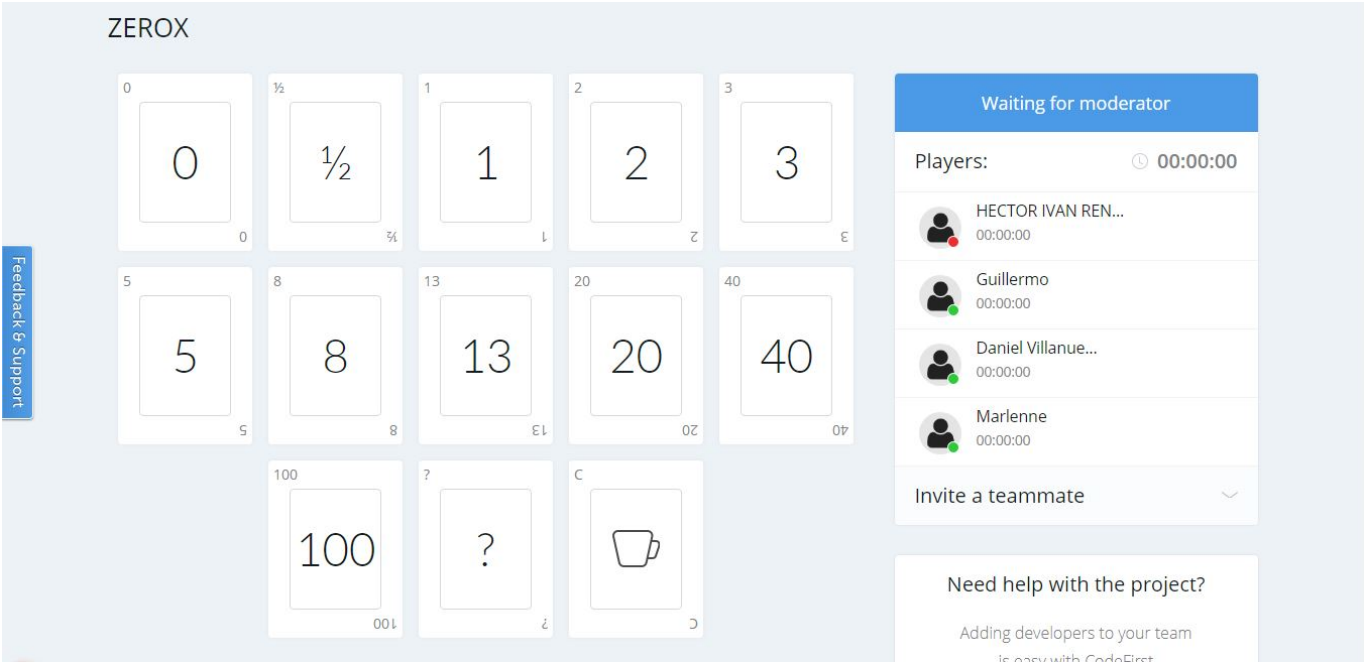 ZEROX
0 ½ 1 2 3
0 ½ 1 2 3
0 ½ 1 2 3
5 8 13 20 40
5 8 13 20 40
5 8 13 20 40
100 ? C
100 ?
100 ? C
Feedback & Support
Waiting for moderator
Players: 00:00:00
HECTOR IVAN REN...
00:00:00
Guillermo
00:00:00
Daniel Villanue...
00:00:00
Marlenne
00:00:00
Invite a teammate
Need help with the project?
Adding developers to your team
is easy with CodeFirst